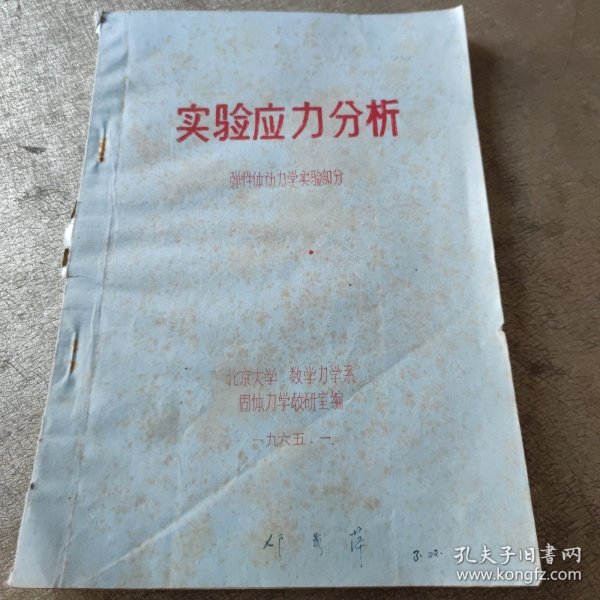 实验应力分析
弹性体动力学实验部分
北京大学 数学力学系
固体力学教研室编
一九六五.一
3.00.
孔夫子旧书网
www.kongfz.com